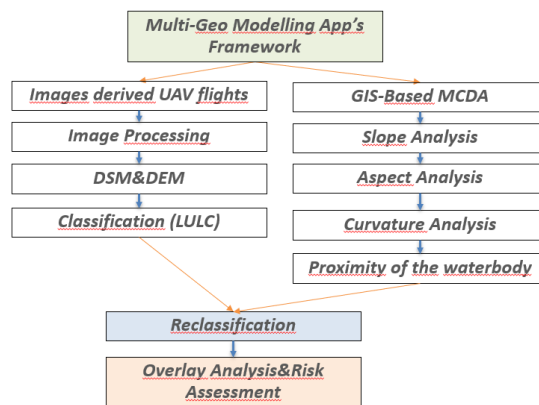 Multi-Geo Modelling App's
Framework
Images derived UAV flights
Image Processing
DSM&DEM
Classification (LULC)
GIS-Based MCDA
Slope Analysis
Aspect Analysis
Curvature Analysis
Proximity of the waterbody
Reclassification
Overlay Analysis&Risk
Assessment